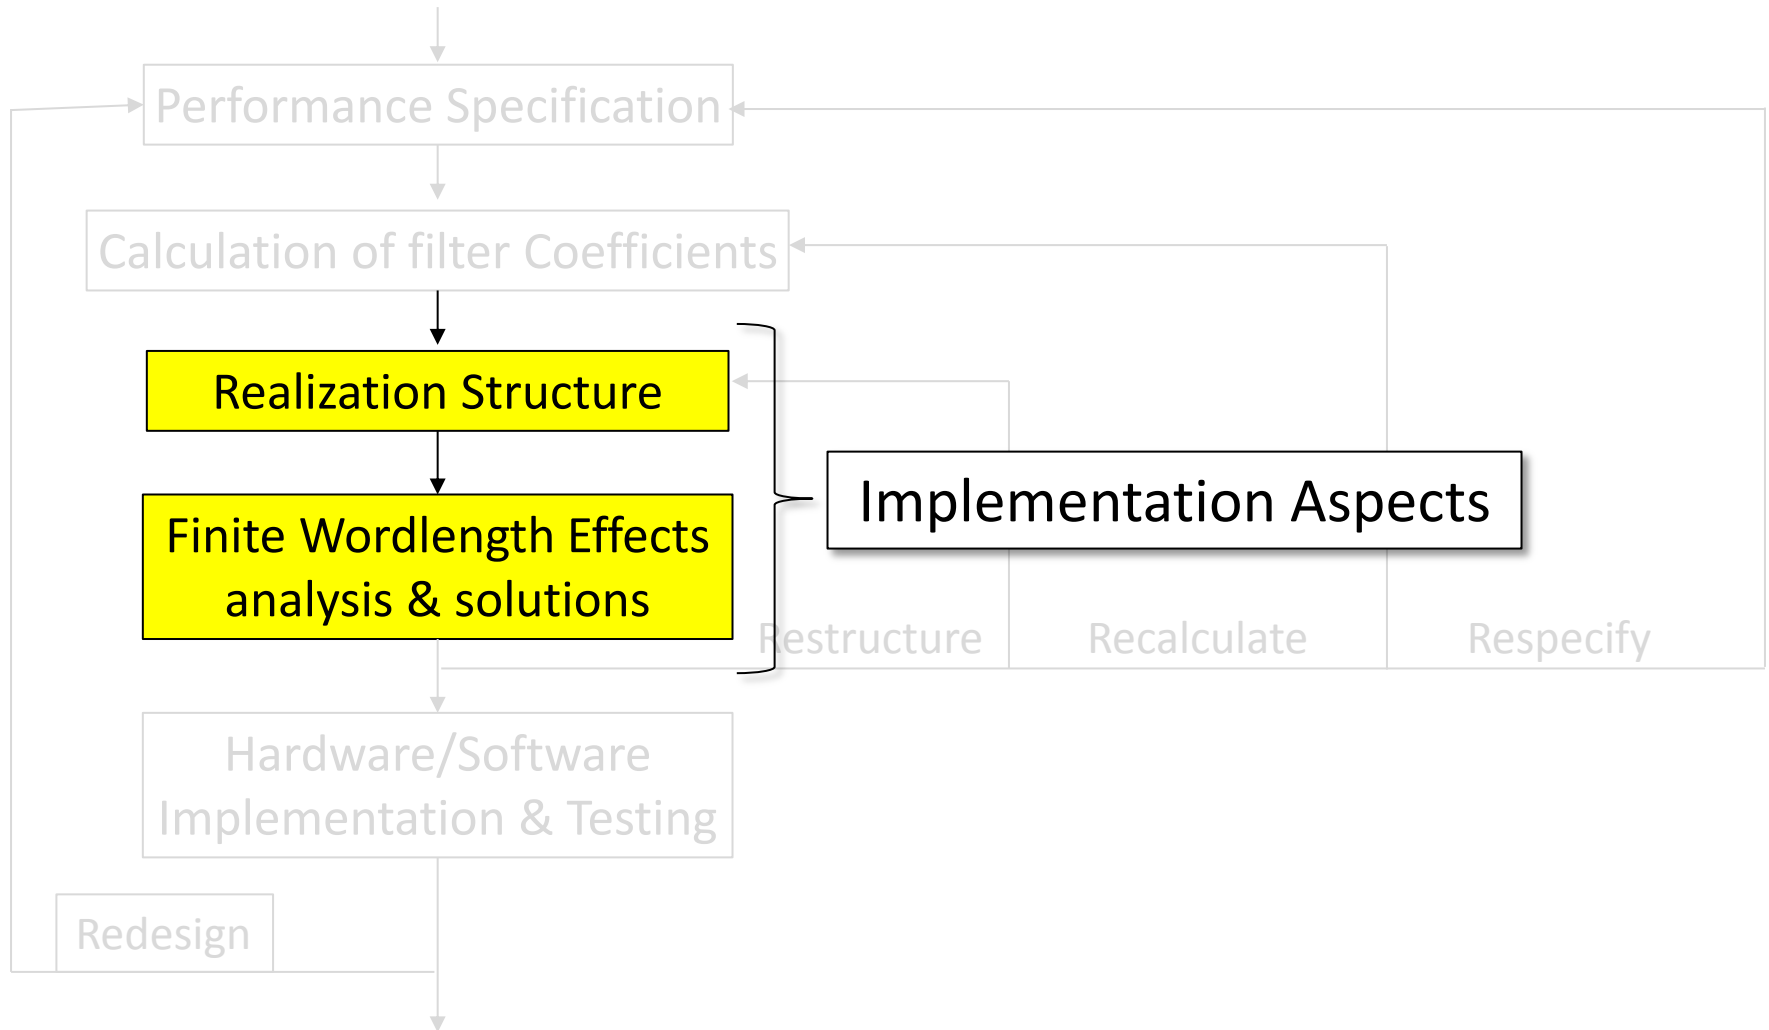 Performance Specification
Calculation of filter Coefficients
Realization Structure
Finite Wordlength Effects
analysis & solutions
Implementation Aspects
Restructure
Recalculate
Respecify
Hardware/Software
Implementation & Testing
Redesign